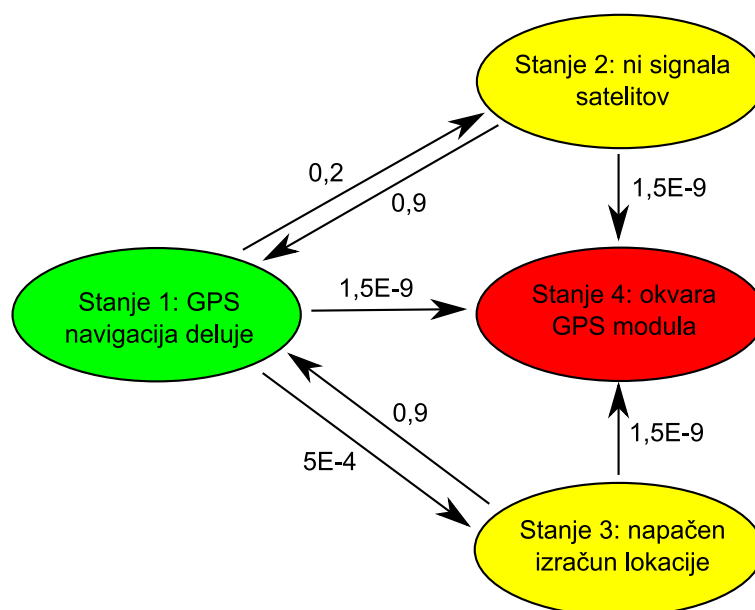 Stanje 2: ni signala
satelitov
0,2
0,9
1,5E-9
Stanje 1: GPS
navigacija deluje
1,5E-9
Stanje 4: okvara
GPS modula
0,9
5E-4
1,5E-9
Stanje 3: napačen
izračun lokacije